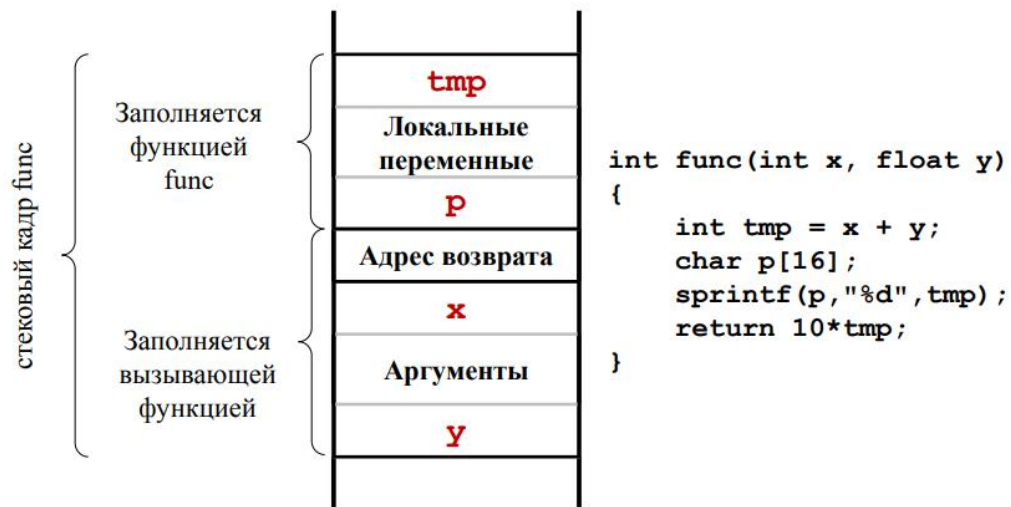 стековый кадр func
Заполняется
функцией
func
Заполняется
вызывающей
функцией
tmp
Локальные
переменные
p
Адрес возврата
x
Аргументы
y
int func(int x, float y)
{
int tmp = x + y;
char p[16];
sprintf(p,"%d",tmp);
return 10*tmp;
}